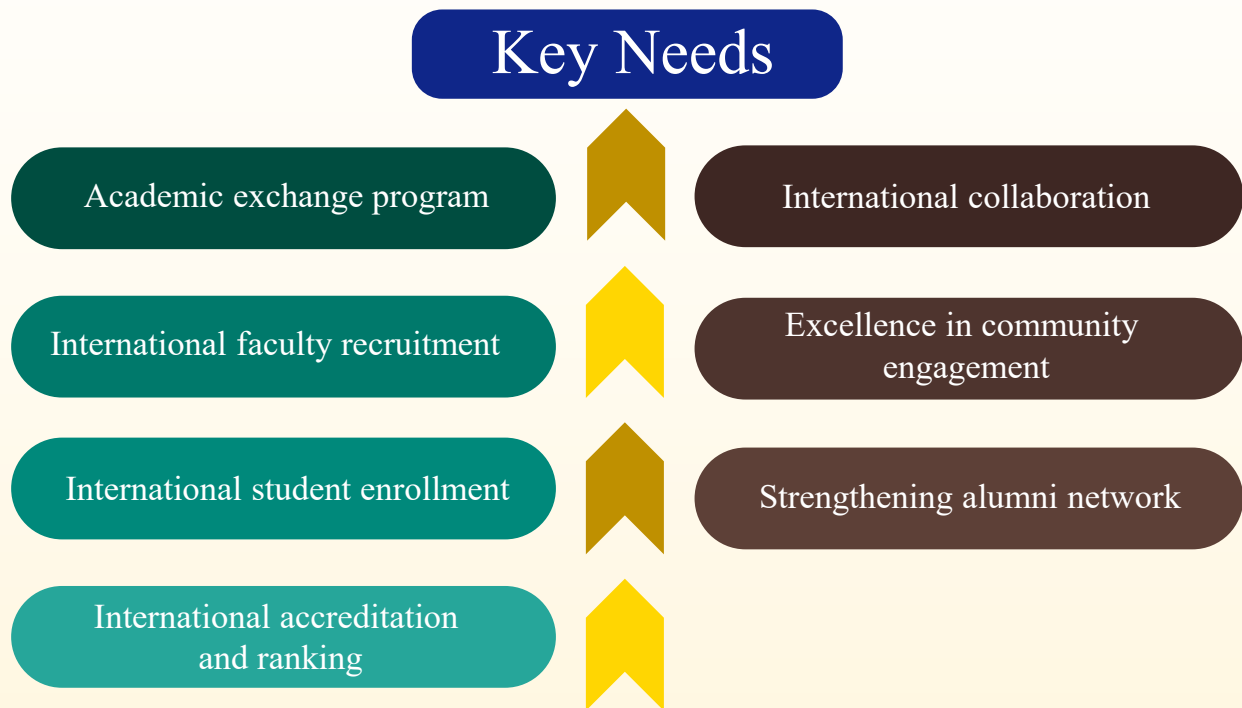 Key Needs
Academic exchange program
International faculty recruitment
International student enrollment
International accreditation
and ranking
International collaboration
Excellence in community
engagement
Strengthening alumni network